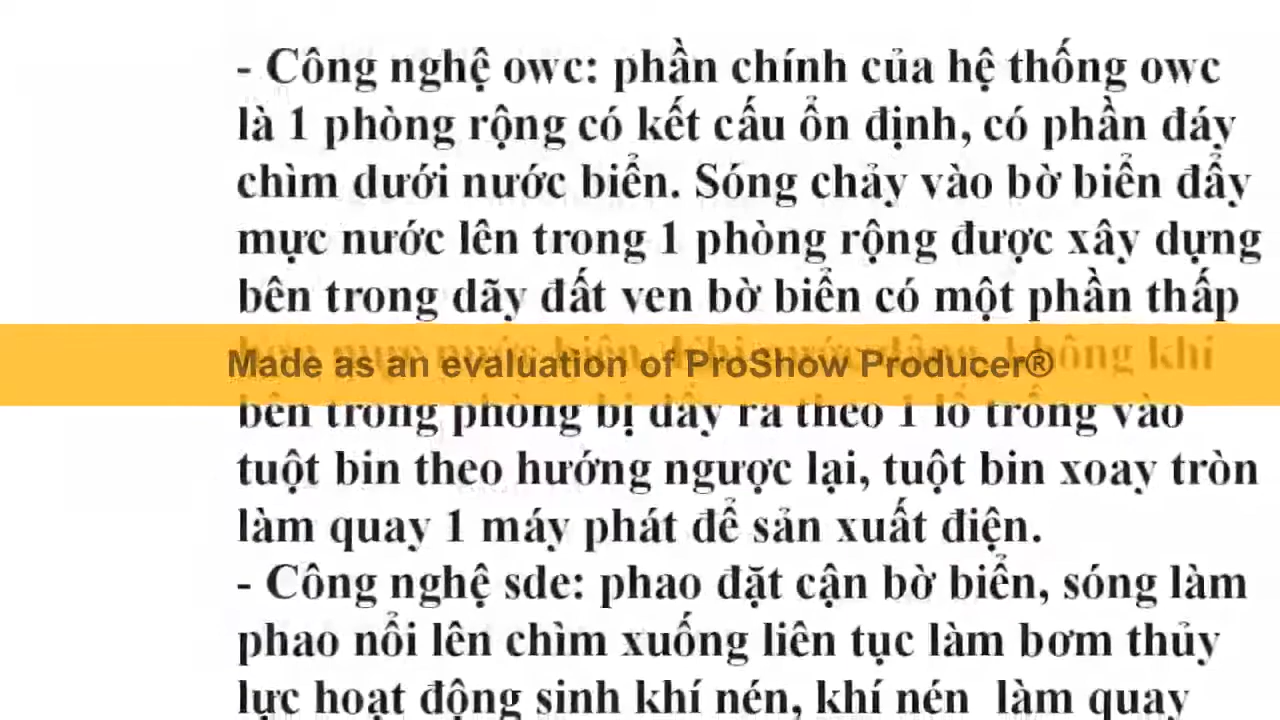 - Công nghệ owc: phần chính của hệ thống owc
là 1 phòng rộng có kết cấu ổn định, có phần đáy
chìm dưới nước biển. Sóng chảy vào bờ biển đẩy
mực nước lên trong 1 phòng rộng được xây dựng
bên trong dãy đất ven bờ biển có một phần thấp
không khí
Made as an evaluation of ProShow Producer®
bên trong phòng bị đẩy ra theo 1 lỗ trống vào
tuột bin theo hướng ngược lại, tuột bin xoay tròn
làm quay 1 máy phát để sản xuất điện.
- Công nghệ sde: phao đặt cận bờ biển, sóng làm
phao nổi lên chìm xuống liên tục làm bơm thủy
lực hoạt động sinh khí nén, khí nén làm quay